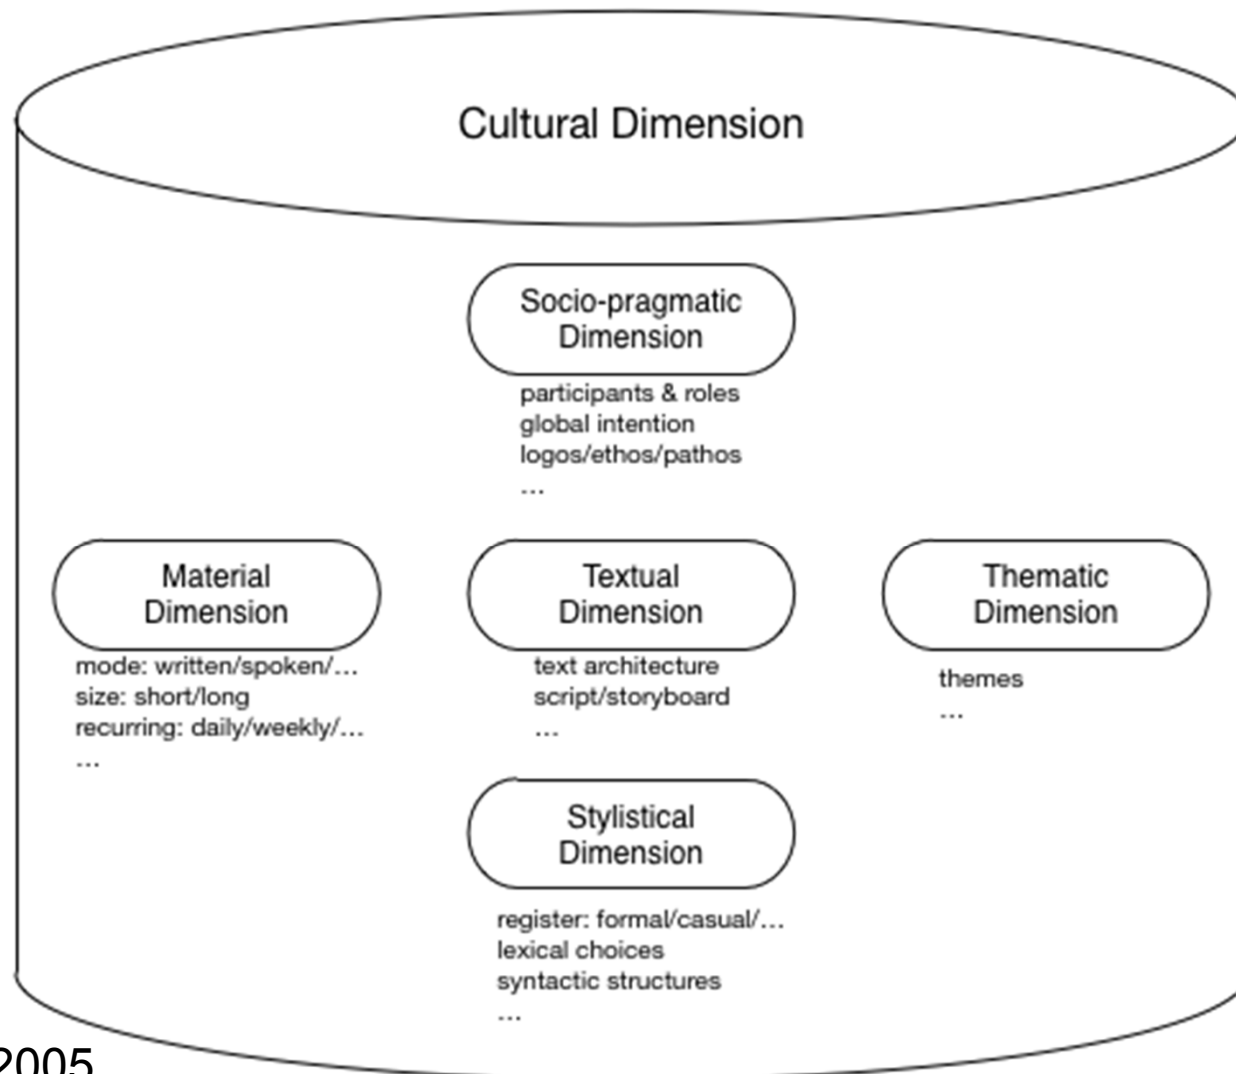 Cultural Dimension
Socio-pragmatic
Dimension
participants & roles
global intention
logos/ethos/pathos
...
Material
Dimension
mode: written/spoken/...
size: short/long
recurring: daily/weekly/...
...
Textual
Dimension
text architecture
script/storyboard
...
Thematic
Dimension
themes
...
Stylistical
Dimension
register: formal/casual/...
lexical choices
syntactic structures
...
2005